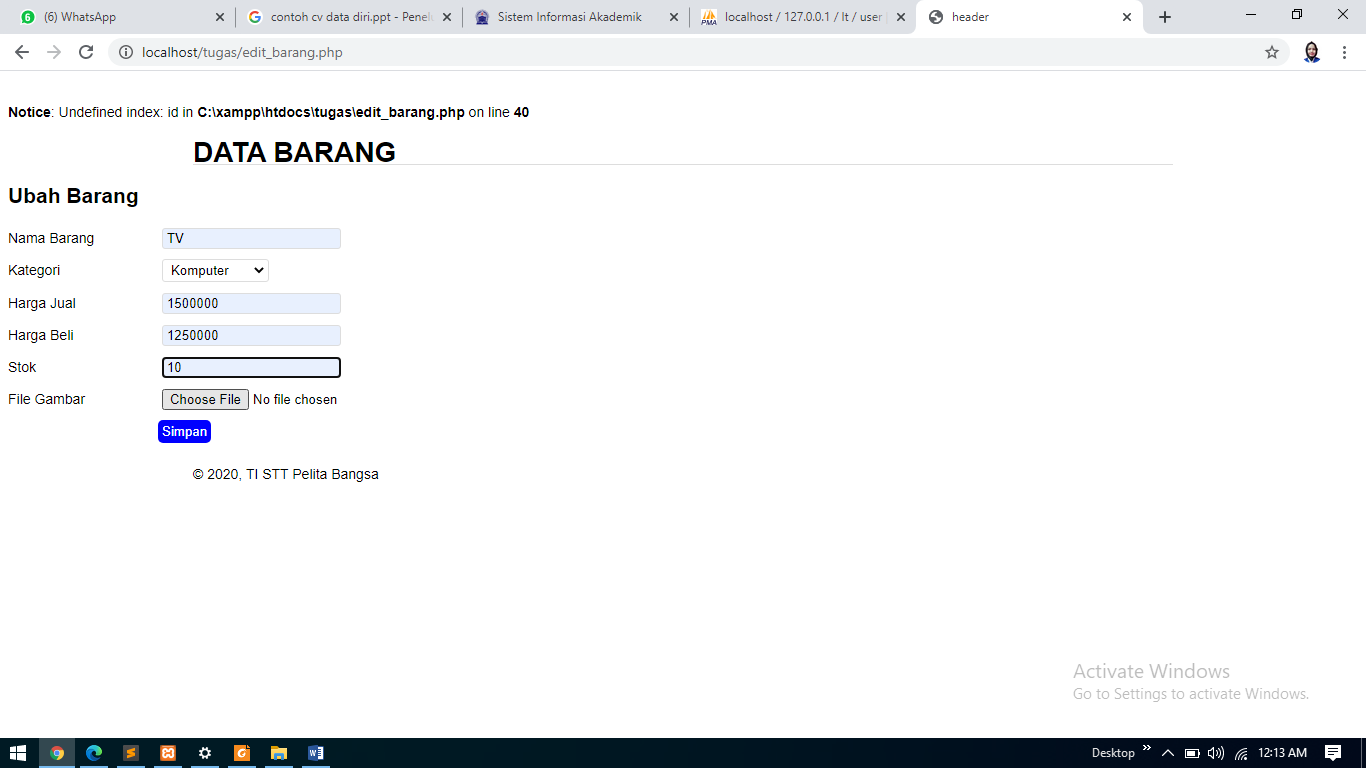 (6) WhatsApp
contoh cv data diri.ppt - Penel
Sistem Informasi Akademik
localhost / 127.0.0.1 / lt / user
header
localhost/tugas/edit_barang.php
Notice: Undefined index: id in C:\xampp\htdocs\tugas\edit_barang.php on line 40
DATA BARANG
Ubah Barang
Nama Barang TV
Kategori Komputer
Harga Jual 1500000
Harga Beli 1250000
Stok 10
File Gambar Choose File No file chosen
Simpan
© 2020, TI STT Pelita Bangsa
Activate Windows
Go to Settings to activate Windows.
Desktop 12:13 AM